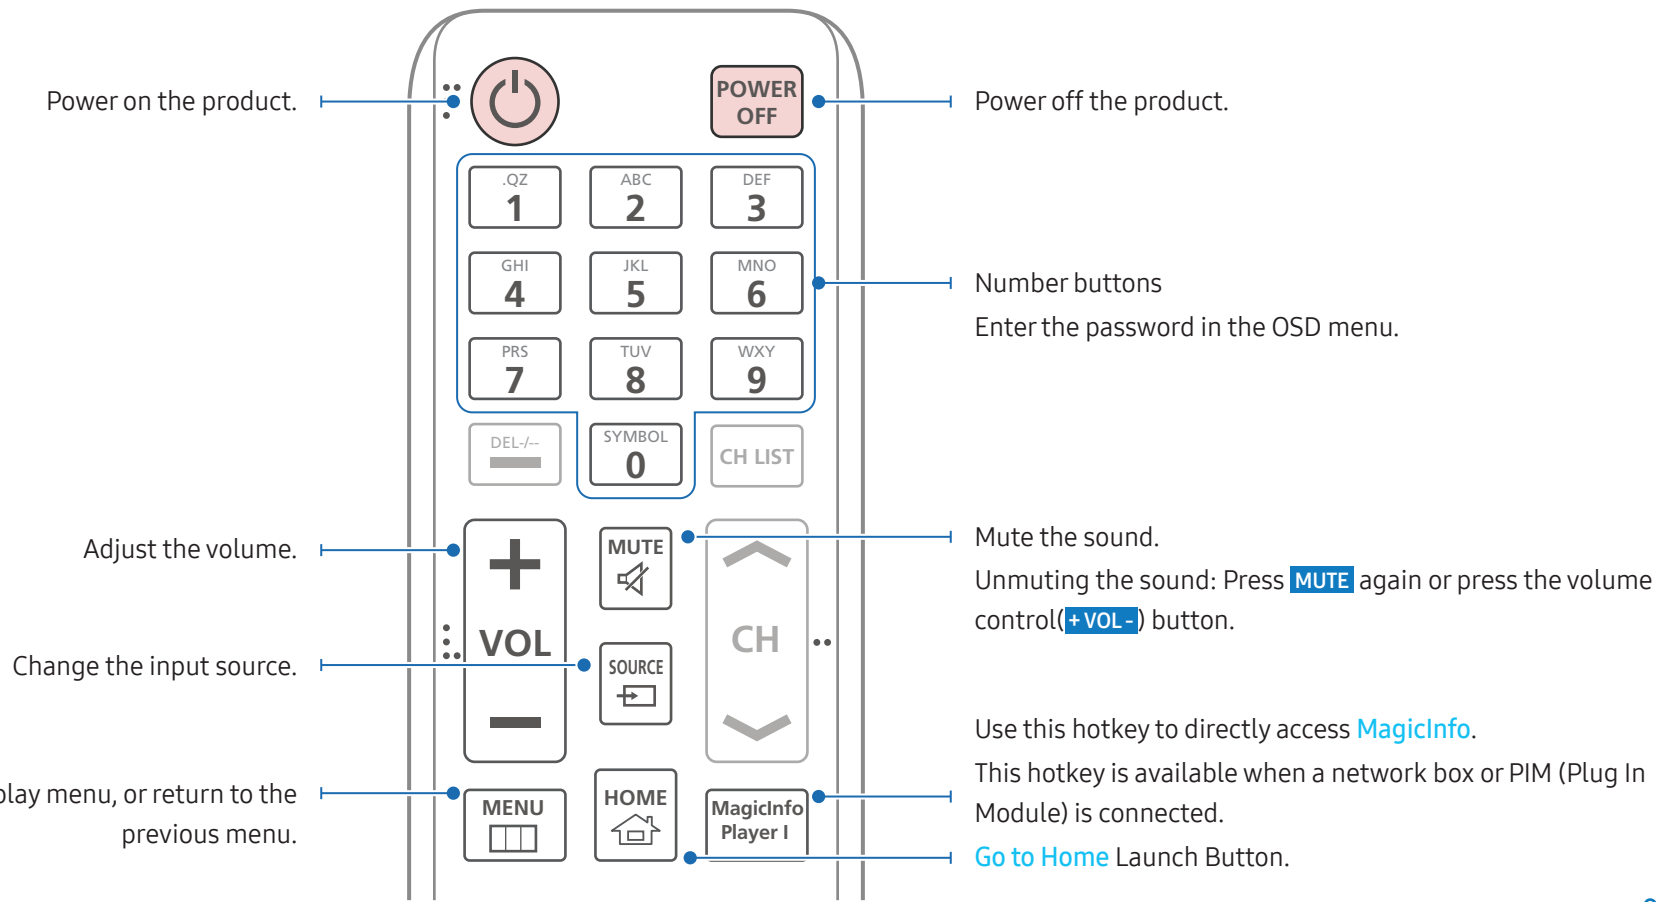 Power on the product.
POWER
OFF
Power off the product.
.QZ
1
ABC
2
DEF
3
GHI
4
JKL
5
MNO
6
Number buttons
Enter the password in the OSD menu.
PRS
7
TUV
8
WXY
9
DEL-/--
SYMBOL
0
CH LIST
Adjust the volume.
+
VOL
MUTE
CH
Mute the sound.
Unmuting the sound: Press MUTE again or press the volume
control(+ VOL -) button.
Change the input source.
SOURCE
Use this hotkey to directly access MagicInfo.
This hotkey is available when a network box or PIM (Plug In
Module) is connected.
menu, or return to the
previous menu.
MENU
HOME
MagicInfo
Player I
Go to Home Launch Button.